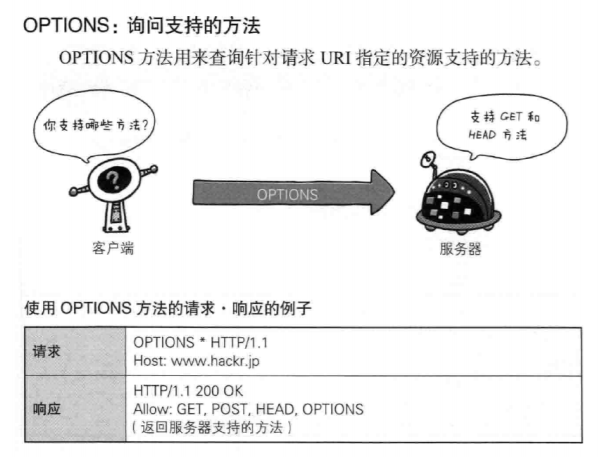 OPTIONS：询问支持的方法
OPTIONS 方法用来查询针对请求 URI 指定的资源支持的方法。
你支持哪些方法?
支持 GET 和
HEAD 方法
?
OPTIONS
客户端
服务器
使用 OPTIONS 方法的请求・响应的例子
请求
OPTIONS * HTTP/1.1
Host: www.hackr.jp
响应
HTTP/1.1 200 OK
Allow: GET, POST, HEAD, OPTIONS
（返回服务器支持的方法）